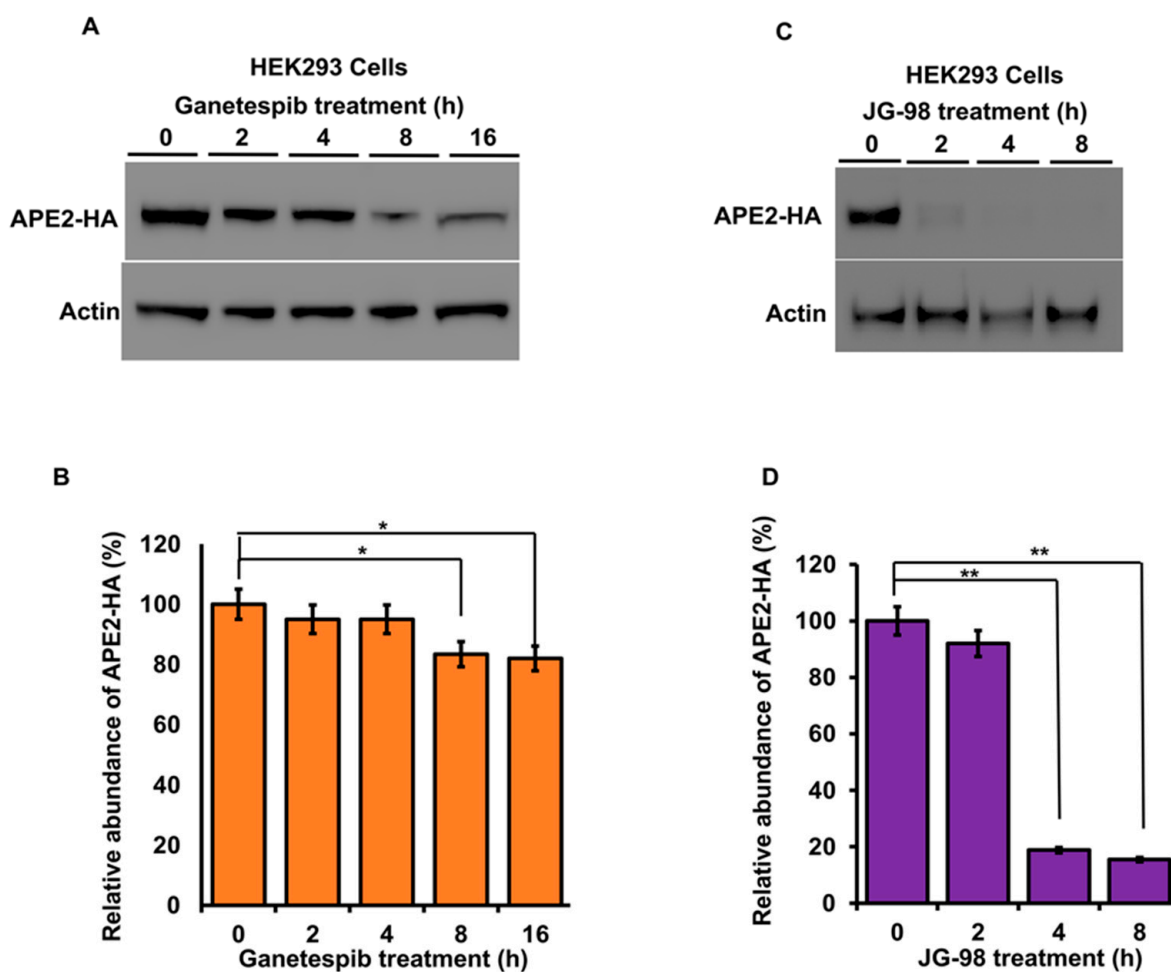 A
HEK293 Cells
Ganetespib treatment (h)
0 2 4 8 16
APE2-HA
Actin
C
HEK293 Cells
JG-98 treatment (h)
0 2 4 8
APE2-HA
Actin
B
Relative abundance of APE2-HA (%)
120
100
80
60
40
20
0
*
*
0 2 4 8 16
Ganetespib treatment (h)
D
Relative abundance of APE2-HA (%)
120
100
80
60
40
20
0
**
**
0 2 4 8
JG-98 treatment (h)